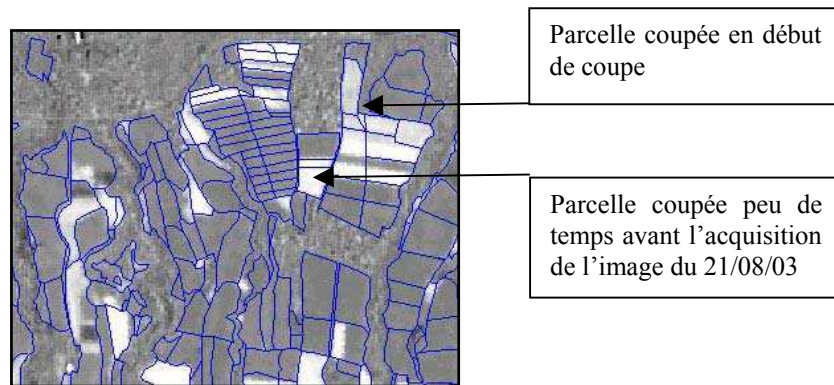 Parcelle coupée en début
de coupe
Parcelle coupée peu de
temps avant l’acquisition
de l’image du 21/08/03